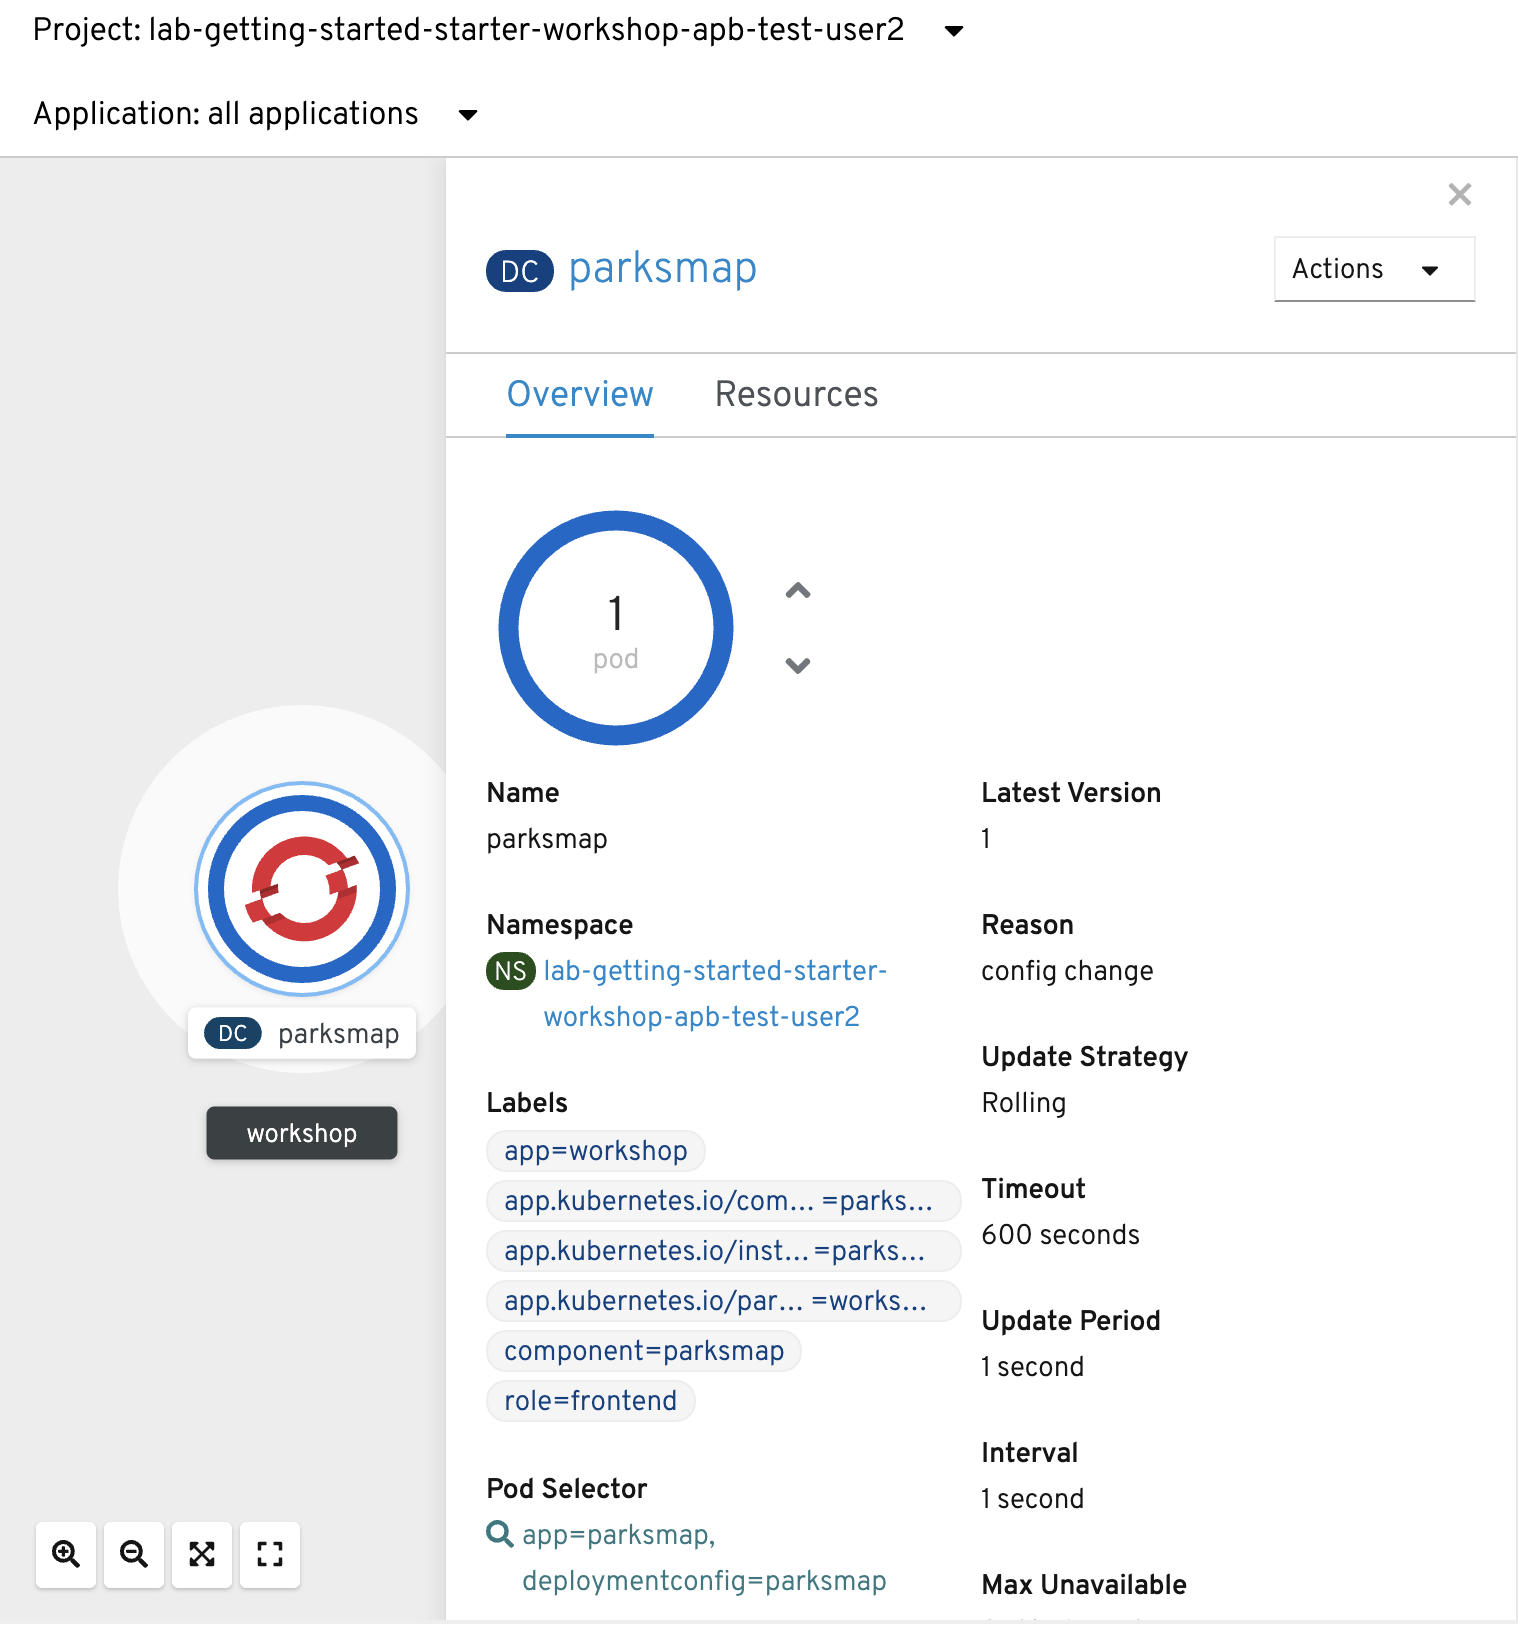 Project: lab-getting-started-starter-workshop-apb-test-user2
Application: all applications
DC parksmap
Actions
Overview
Resources
1
pod
Name
parksmap
Namespace
NS lab-getting-started-starter-
workshop-apb-test-user2
Labels
app=workshop
app.kubernetes.io/com... =parks...
app.kubernetes.io/inst... =parks...
app.kubernetes.io/par... =works...
component=parksmap
role=frontend
Pod Selector
app=parksmap,
deploymentconfig=parksmap
Latest Version
1
Reason
config change
Update Strategy
Rolling
Timeout
600 seconds
Update Period
1 second
Interval
1 second
Max Unavailable
DC parksmap
workshop